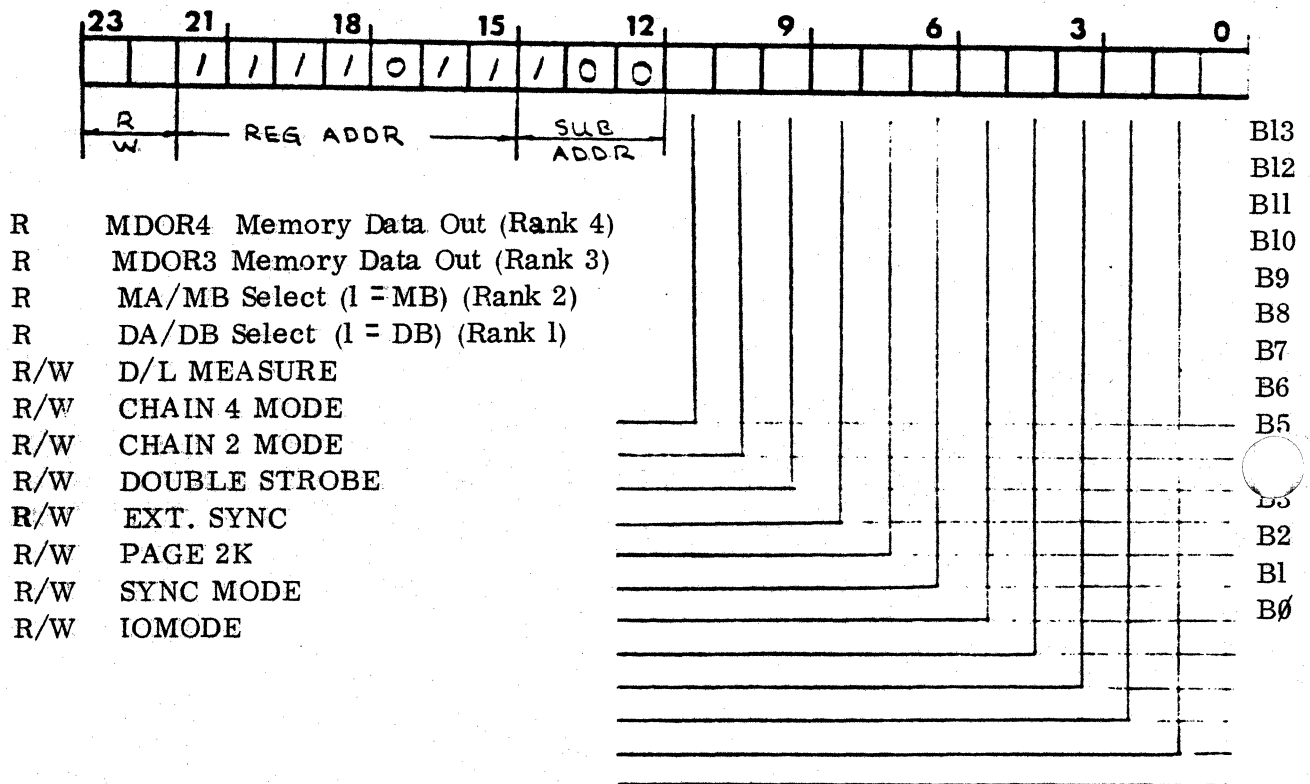 23 21 18 15 12 9 6 3 0
1 1 1 1 0 1 1 1 0 0
R
W
REG ADDR
SUB
ADDR
B13
B12
B11
B10
B9
B8
B7
B6
B5
B2
B1
BØ
R MDOR4 Memory Data Out (Rank 4)
R MDOR3 Memory Data Out (Rank 3)
R MA/MB Select (1 = MB) (Rank 2)
R DA/DB Select (1 = DB) (Rank 1)
R/W D/L MEASURE
R/W CHAIN 4 MODE
R/W CHAIN 2 MODE
R/W DOUBLE STROBE
R/W EXT. SYNC
R/W PAGE 2K
R/W SYNC MODE
R/W IOMODE